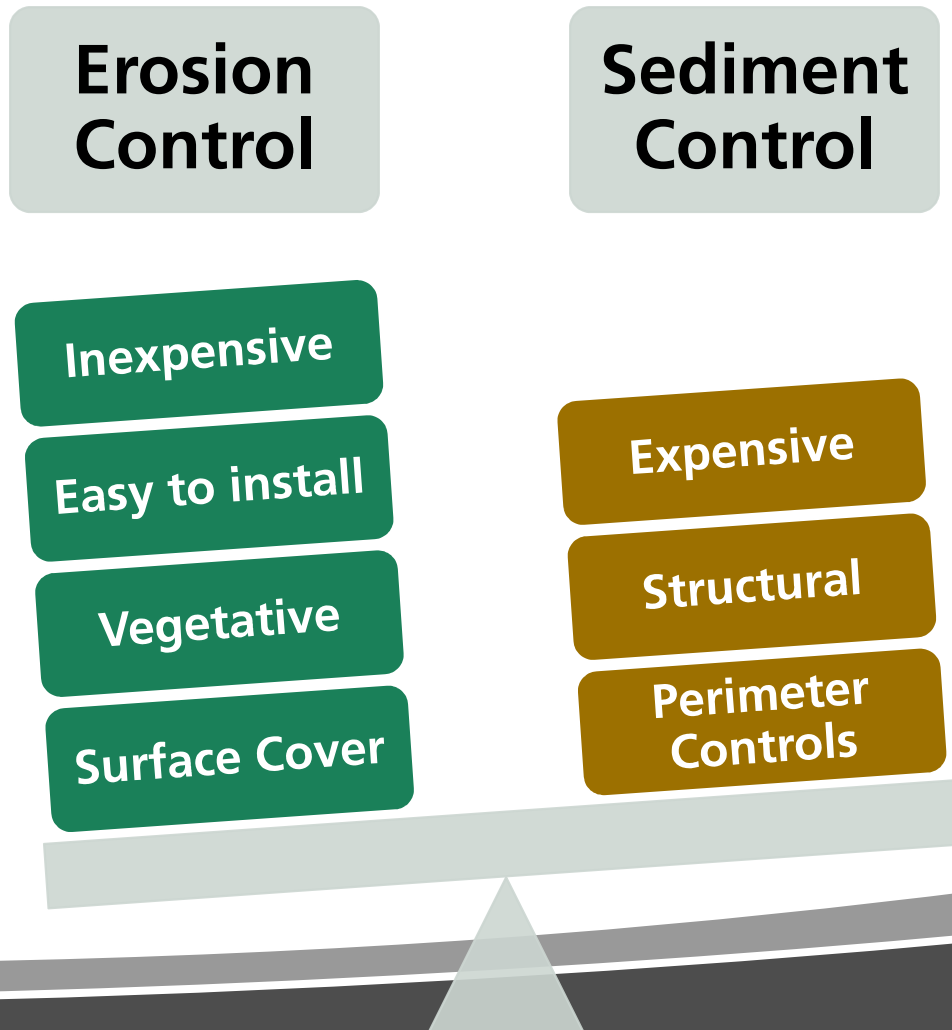 Erosion
Control
Inexpensive
Easy to install
Vegetative
Surface Cover
Sediment
Control
Expensive
Structural
Perimeter
Controls